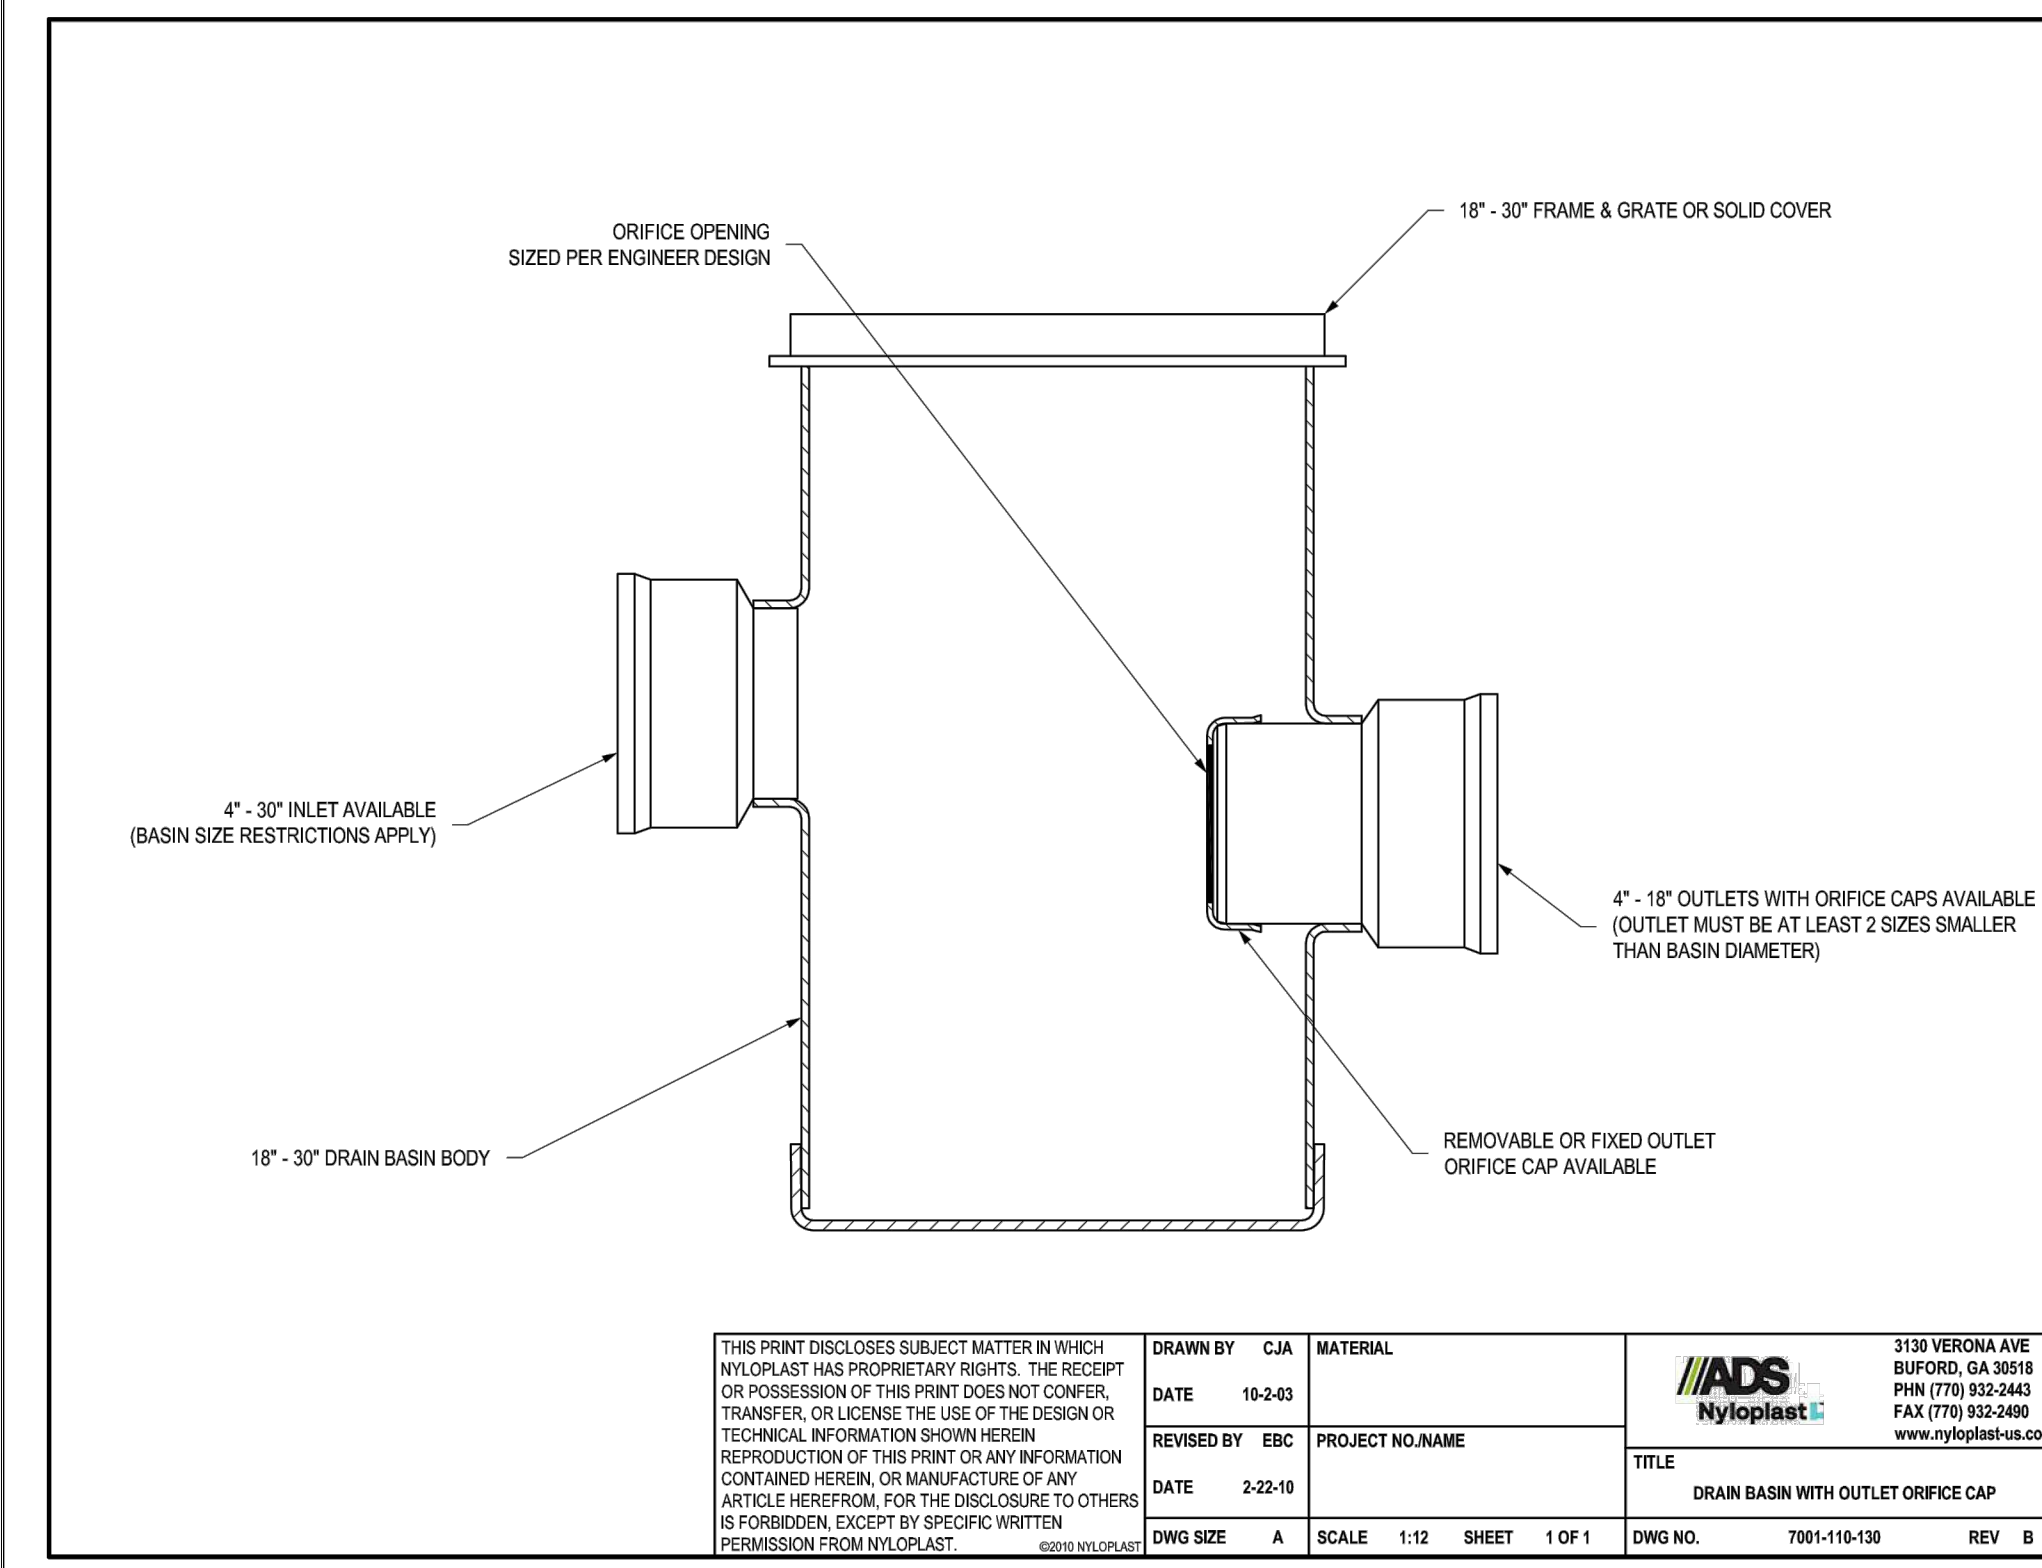 ORIFICE OPENING
SIZED PER ENGINEER DESIGN
18" - 30" FRAME & GRATE OR SOLID COVER
4" - 30" INLET AVAILABLE
(BASIN SIZE RESTRICTIONS APPLY)
4" - 18" OUTLETS WITH ORIFICE CAPS AVAILABLE
(OUTLET MUST BE AT LEAST 2 SIZES SMALLER
THAN BASIN DIAMETER)
18" - 30" DRAIN BASIN BODY
REMOVABLE OR FIXED OUTLET
ORIFICE CAP AVAILABLE
THIS PRINT DISCLOSES SUBJECT MATTER IN WHICH
NYLOPLAST HAS PROPRIETARY RIGHTS. THE RECEIPT
OR POSSESSION OF THIS PRINT DOES NOT CONFER,
TRANSFER, OR LICENSE THE USE OF THE DESIGN OR
TECHNICAL INFORMATION SHOWN HEREIN
REPRODUCTION OF THIS PRINT OR ANY INFORMATION
CONTAINED HEREIN, OR MANUFACTURE OF ANY
ARTICLE HEREFROM, FOR THE DISCLOSURE TO OTHERS
IS FORBIDDEN, EXCEPT BY SPECIFIC WRITTEN
PERMISSION FROM NYLOPLAST.
©2010 NYLOPLAST
DRAWN BY CJA
DATE 10-2-03
REVISED BY EBC
DATE 2-22-10
DWG SIZE A
MATERIAL
PROJECT NO./NAME
SCALE 1:12 SHEET 1 OF 1
ADS
Nyloplast
3130 VERONA AVE
BUFORD, GA 30518
PHN (770) 932-2443
FAX (770) 932-2490
www.nyloplast-us.co
TITLE
DRAIN BASIN WITH OUTLET ORIFICE CAP
DWG NO. 7001-110-130 REV B